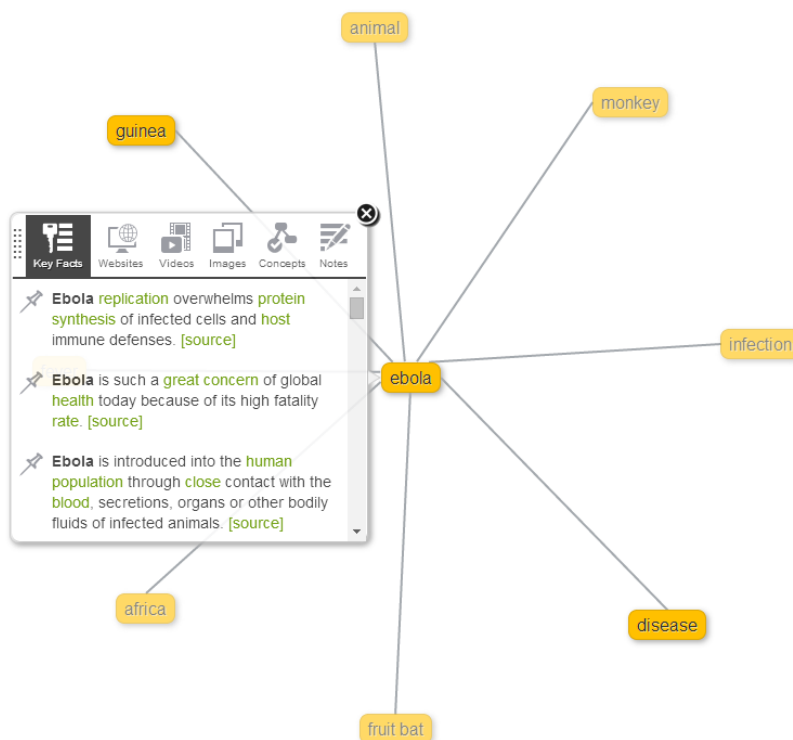 animal
monkey
guinea
Key Facts
Websites
Videos
Images
Concepts
Notes
Ebola replication overwhelms protein
synthesis of infected cells and host
immune defenses. [source]
infection
ebola
Ebola is such a great concern of global
health today because of its high fatality
rate. [source]
Ebola is introduced into the human
population through close contact with the
blood, secretions, organs or other bodily
fluids of infected animals. [source]
africa
disease
fruit bat